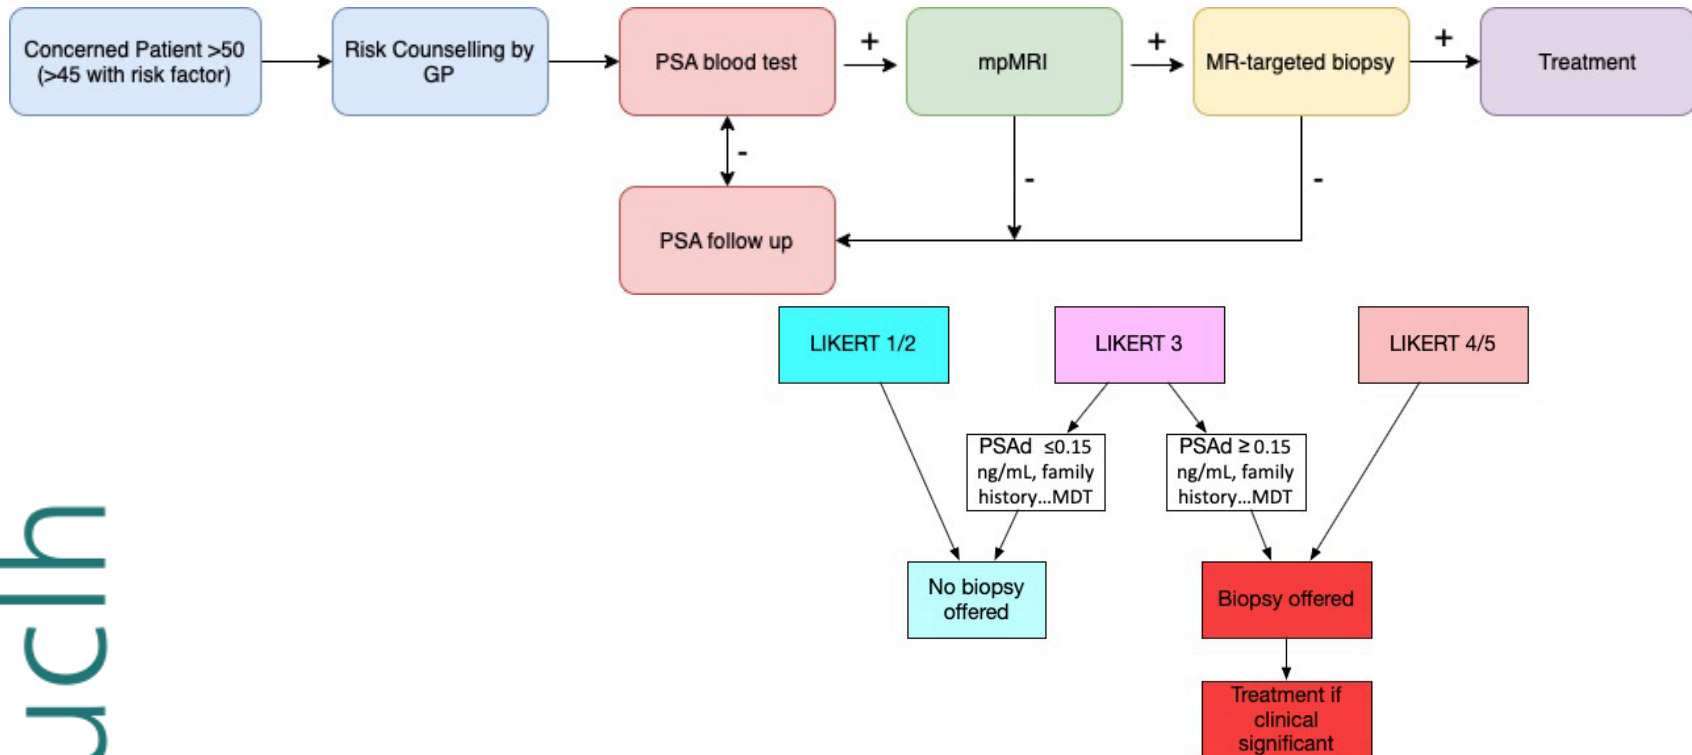 Concerned Patient >50
(>45 with risk factor)
Risk Counselling by
GP
PSA blood test
+
mpMRI
+
MR-targeted biopsy
+
Treatment
-
-
-
PSA follow up
LIKERT 1/2
LIKERT 3
LIKERT 4/5
PSAd ≤0.15
ng/mL, family
history...MDT
PSAd ≥ 0.15
ng/mL, family
history...MDT
No biopsy
offered
Biopsy offered
Treatment if
clinical
significant
uclh